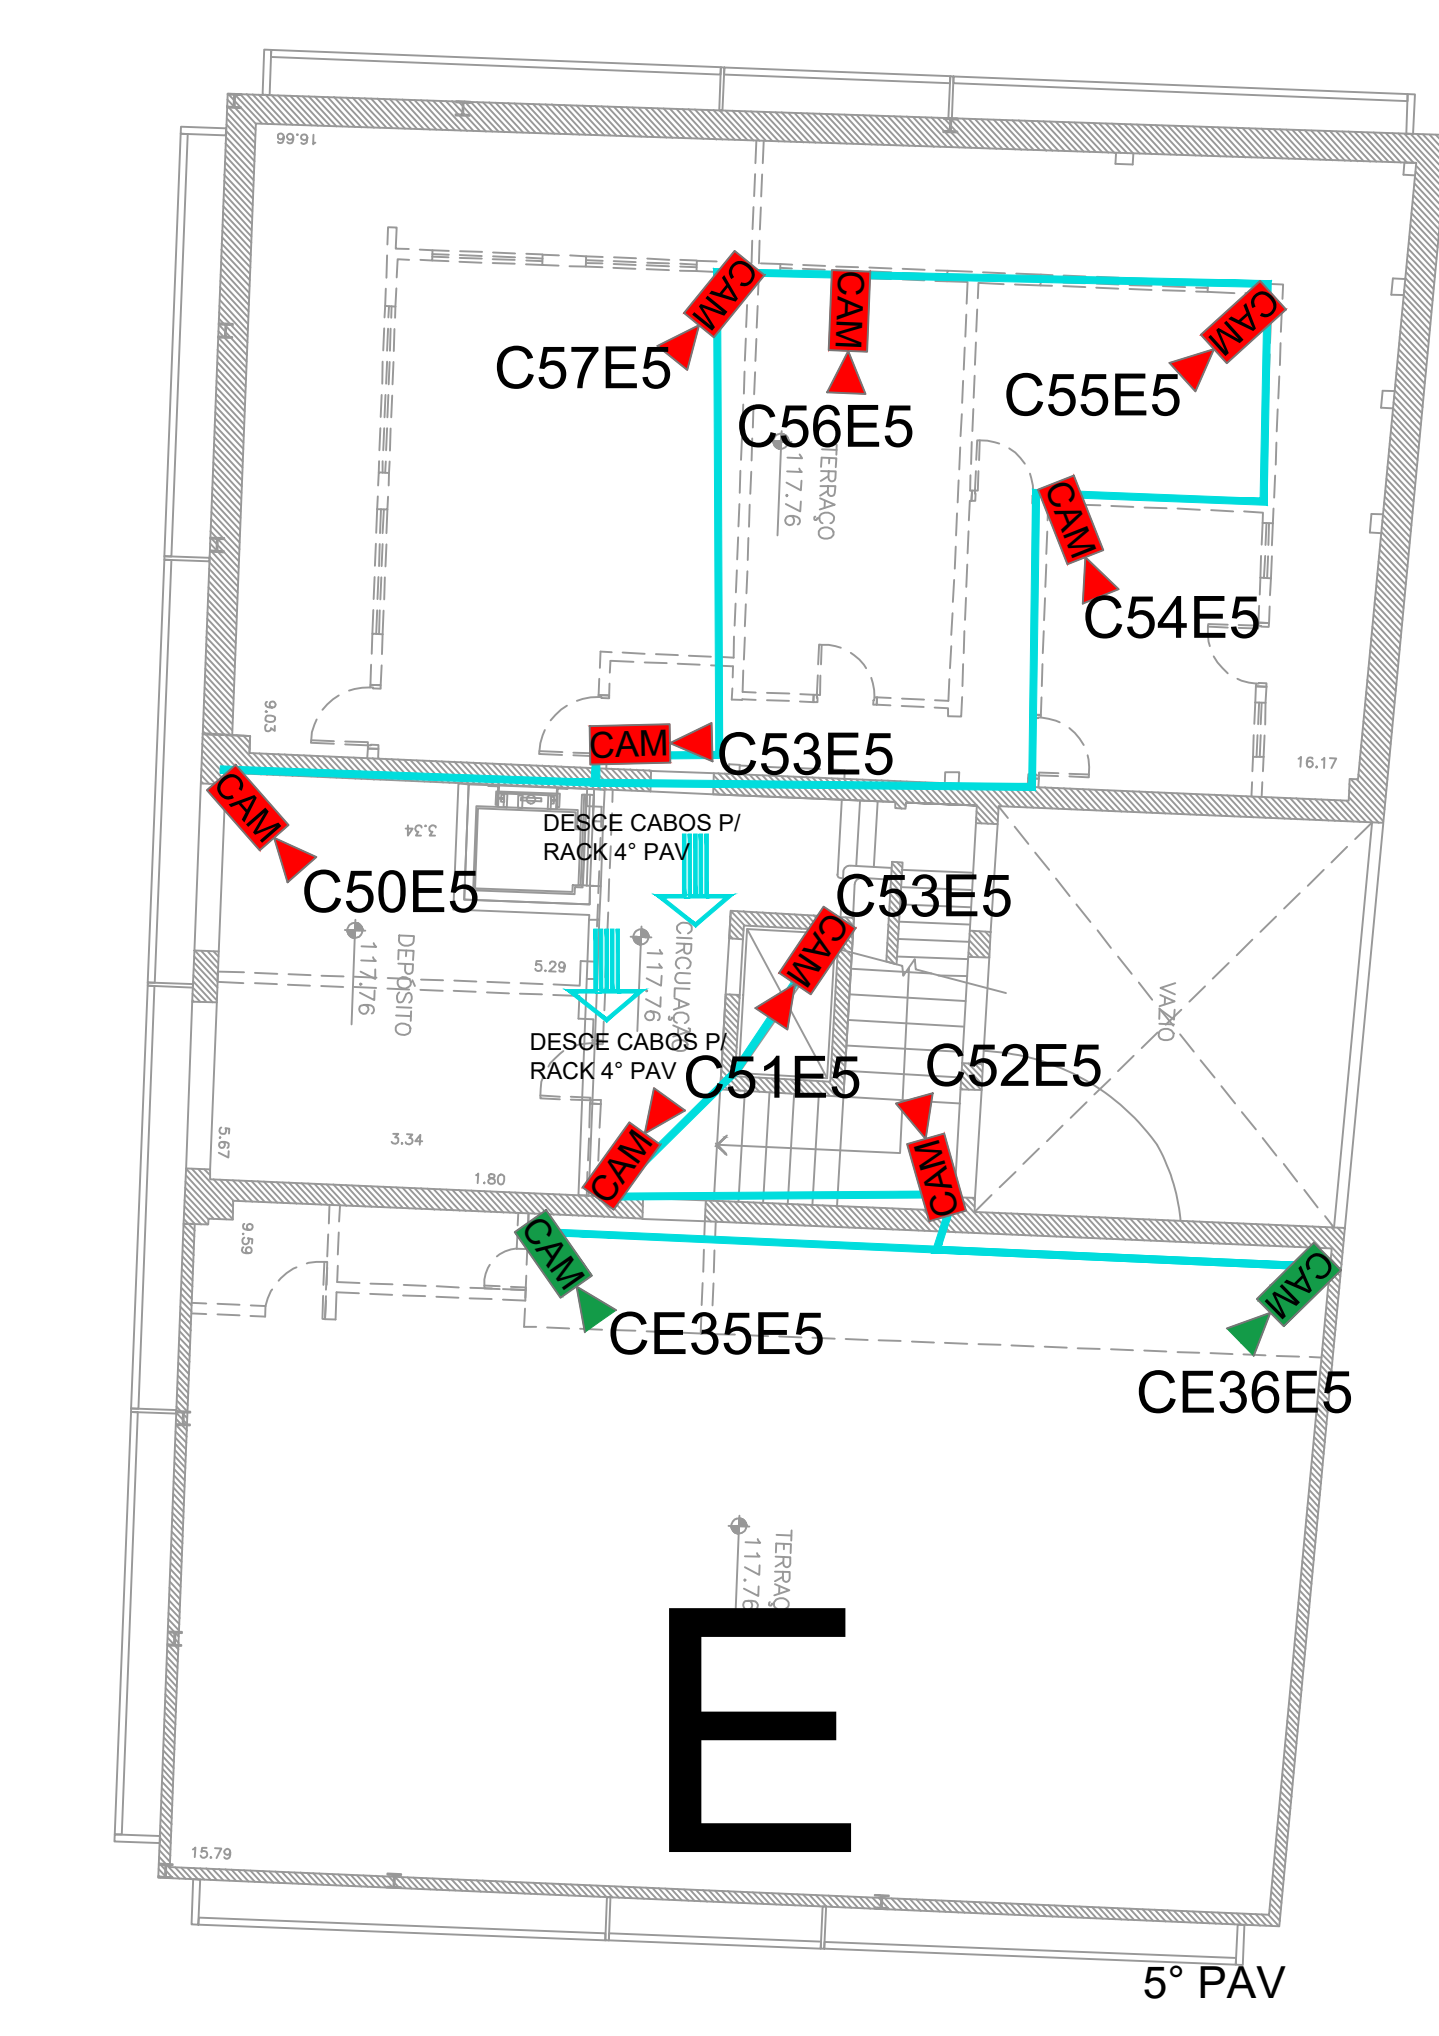 16.66
CAM
CAM
CAM
C57E5
C55E5
C56E5
TERRAÇO
117.76
CAM
C54E5
9.03
CAM
C53E5
16.17
CAM
3.34
DESCE CABOS P/
RACK 4° PAV
C50E5
C53E5
CAM
DEPÓSITO
117.76
5.29
CIRCULAÇÃO
117.76
VAZIO
DESCE CABOS P/
RACK 4° PAV
C51E5
C52E5
5.67
3.34
CAM
CAM
1.80
9.59
CAM
CAM
CE35E5
CE36E5
TERRAÇ
117.76
E
15.79
5° PAV